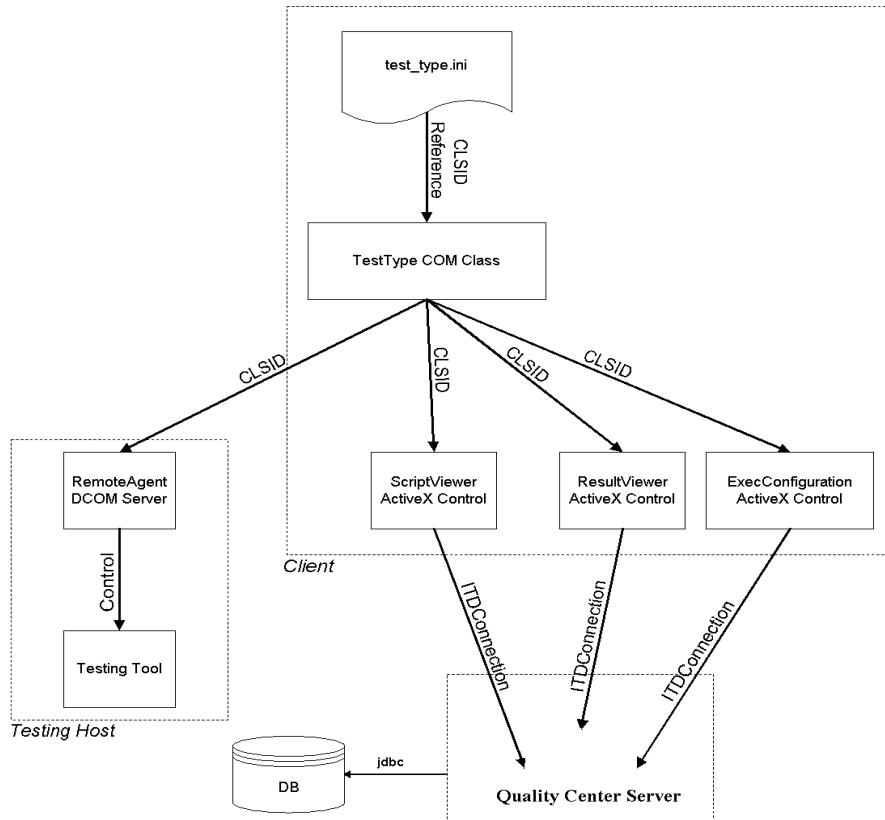 test_type.ini
CLSID
Reference
TestType COM Class
CLSID
CLSID
CLSID
CLSID
RemoteAgent
DCOM Server
ScriptViewer
ActiveX Control
ResultViewer
ActiveX Control
ExecConfiguration
ActiveX Control
Client
Control
ITDConnection
ITDConnection
ITDConnection
Testing Tool
Testing Host
jdbc
DB
Quality Center Server